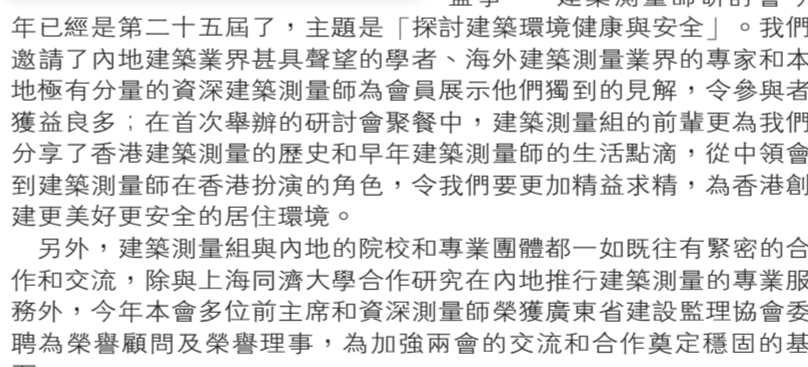 年已經是第二十五屆了，主題是「探討建築環境健康與安全」。我們
邀請了內地建築業界甚具聲望的學者、海外建築測量業界的專家和本
地極有分量的資深建築測量師為會員展示他們獨到的見解，令參與者
獲益良多；在首次舉辦的研討會聚餐中，建築測量組的前輩更為我們
分享了香港建築測量的歷史和早年建築測量師的生活點滴，從中領會
到建築測量師在香港扮演的角色，令我們要更加精益求精，為香港創
建更美好更安全的居住環境。
另外，建築測量組與內地的院校和專業團體都一如既往有緊密的合
作和交流，除與上海同濟大學合作研究在內地推行建築測量的專業服
務外，今年本會多位前主席和資深測量師榮獲廣東省建設監理協會委
聘為榮譽顧問及榮譽理事，為加強兩會的交流和合作奠定穩固的基